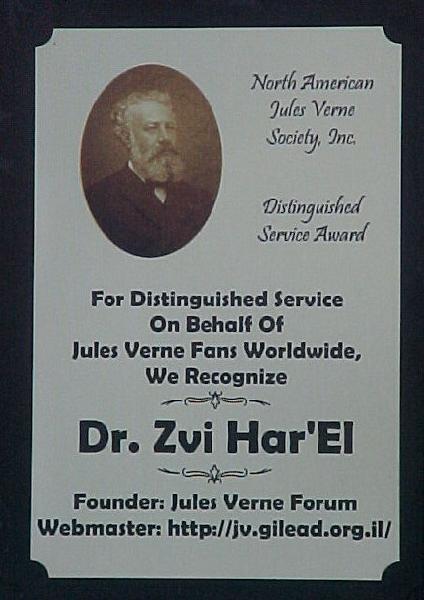 North American
Jules Verne
Society, Inc.
Distinguished
Service Award
For Distinguished Service
On Behalf Of
Jules Verne Fans Worldwide,
We Recognize
Dr. Zvi Har'El
Founder: Jules Verne Forum
Webmaster: http://jv.gilead.org.il/